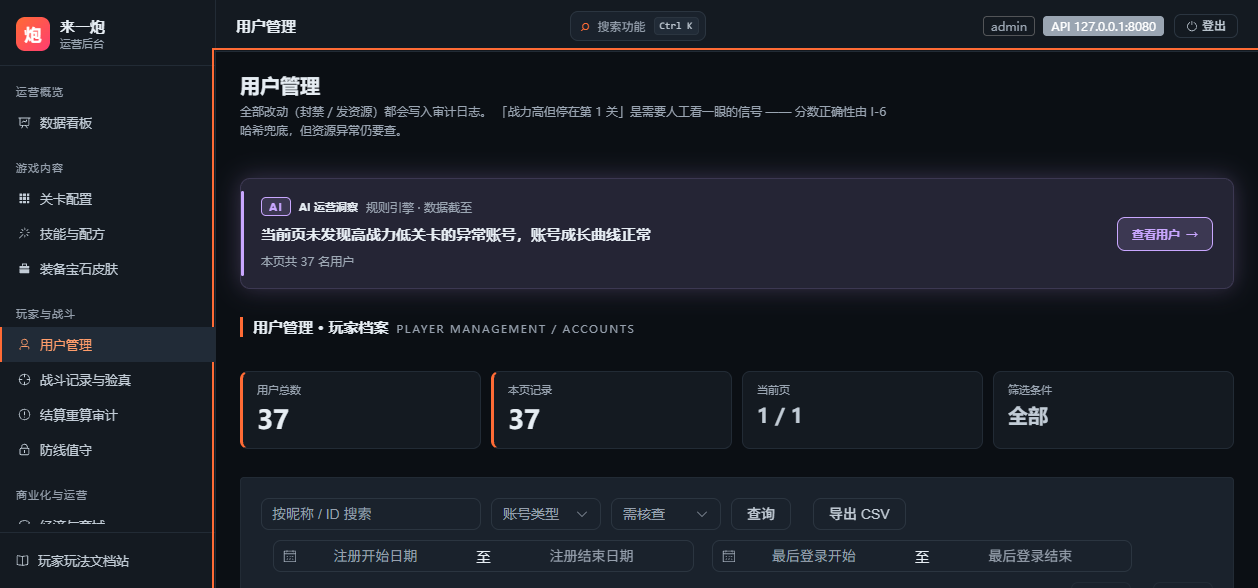 炮
来一炮
运营后台
用户管理
搜索功能 Ctrl K
admin
API 127.0.0.1:8080
登出
运营概览
数据看板
游戏内容
关卡配置
技能与配方
装备宝石皮肤
玩家与战斗
用户管理
战斗记录与验真
结算重算审计
防线值守
商业化与运营
玩家玩法文档站
用户管理
全部改动（封禁 / 发资源）都会写入审计日志。 「战力高但停在第 1 关」是需要人工看一眼的信号 —— 分数正确性由 I-6
哈希兜底，但资源异常仍要查。
AI AI 运营洞察 规则引擎 · 数据截至
当前页未发现高战力低关卡的异常账号，账号成长曲线正常
本页共 37 名用户
查看用户 →
用户管理 • 玩家档案 PLAYER MANAGEMENT / ACCOUNTS
用户总数
37
本页记录
37
当前页
1 / 1
筛选条件
全部
按昵称 / ID 搜索
账号类型
需核查
查询
导出 CSV
注册开始日期 至 注册结束日期
最后登录开始 至 最后登录结束